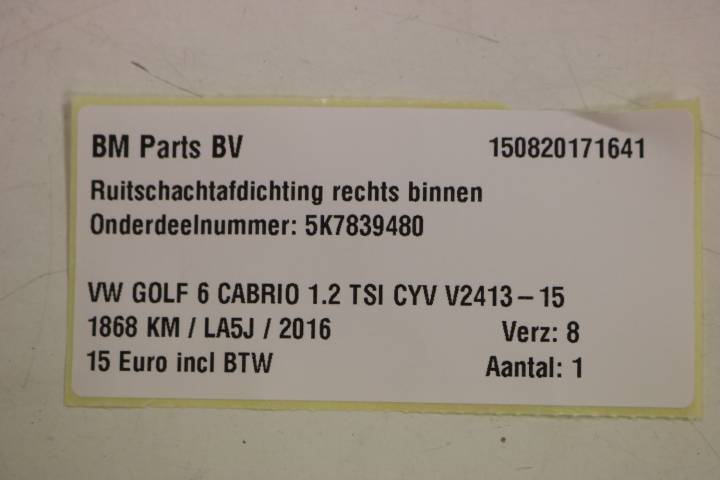 BM Parts BV 150820171641
Ruitschachtafdichting rechts binnen
Onderdeelnummer: 5K7839480
VW GOLF 6 CABRIO 1.2 TSI CYV V2413-15
1868 KM / LA5J / 2016 Verz: 8
15 Euro incl BTW Aantal: 1